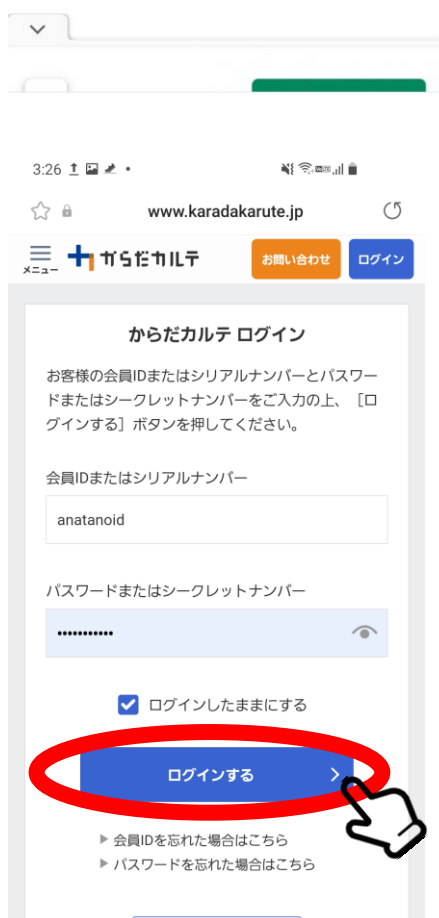 3:26
www.karadakarute.jp
メニュー
からだカルテ
お問い合わせ
ログイン
からだカルテ ログイン
お客様の会員IDまたはシリアルナンバーとパスワー
ドまたはシークレットナンバーをご入力の上、［ロ
グインする］ボタンを押してください。
会員IDまたはシリアルナンバー
anatanoid
パスワードまたはシークレットナンバー
•••••••••••
ログインしたままにする
ログインする
会員IDを忘れた場合はこちら
パスワードを忘れた場合はこちら